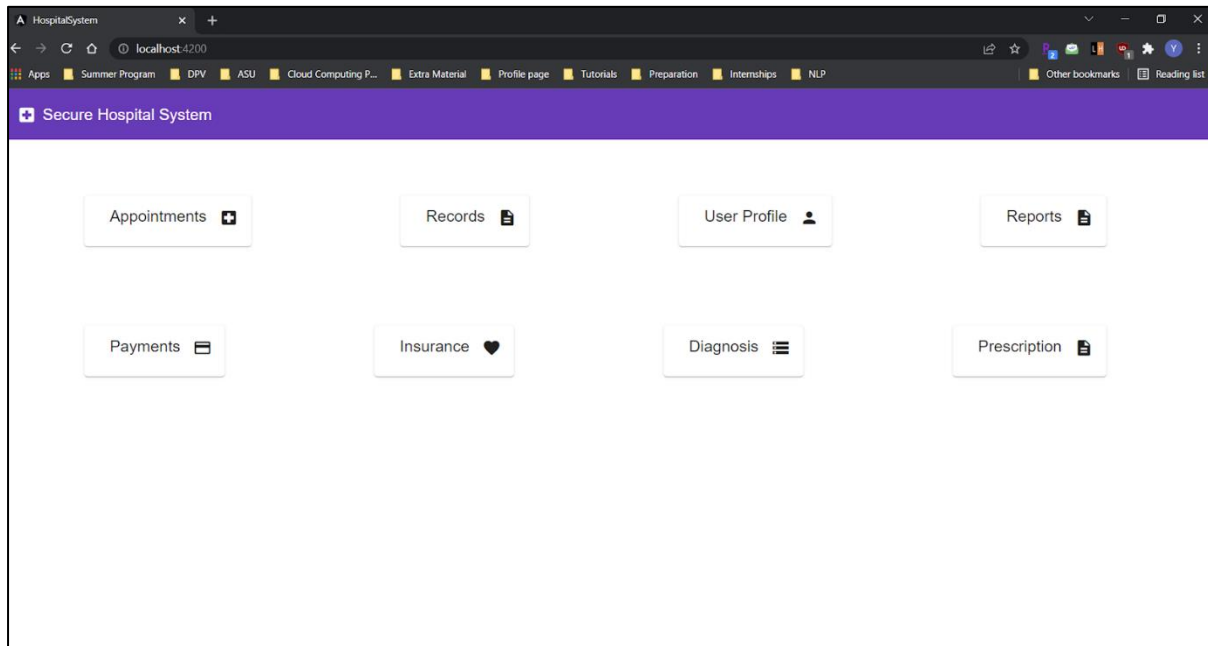 HospitalSystem
localhost:4200
Apps Summer Program DPV ASU Cloud Computing P... Extra Material Profile page Tutorials Preparation Internships NLP Other bookmarks Reading list
Secure Hospital System
Appointments Records User Profile Reports
Payments Insurance Diagnosis Prescription